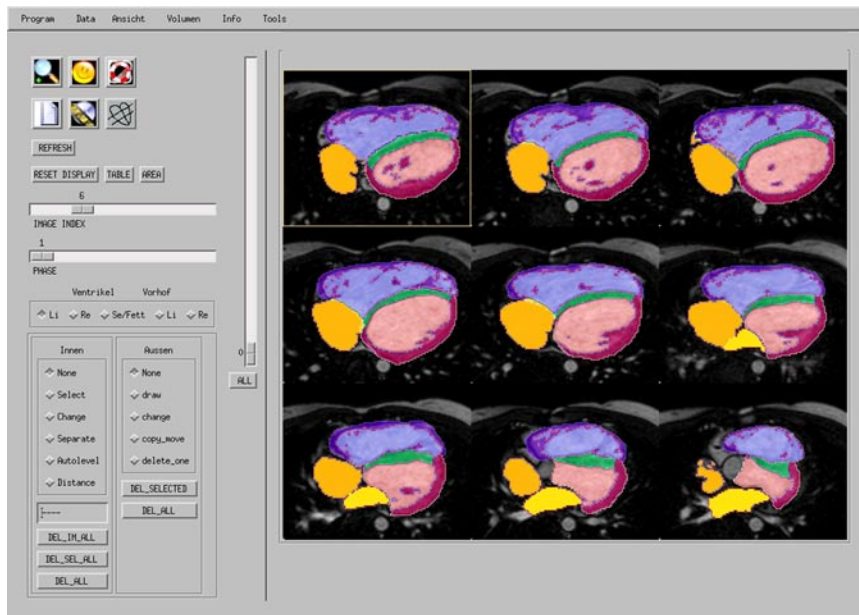 Program Data Ansicht Volumen Info Tools
REFRESH
RESET DISPLAY TABLE AREA
6
IMAGE INDEX
1
PHASE
Ventrikel Vorhof
Li Re Se/Fett Li Re
Innen
None
Select
Change
Separate
Autolevel
Distance
DEL_IM_ALL
DEL_SEL_ALL
DEL_ALL
Aussen
None
draw
change
copy_move
delete_one
DEL_SELECTED
DEL_ALL
0
ALL